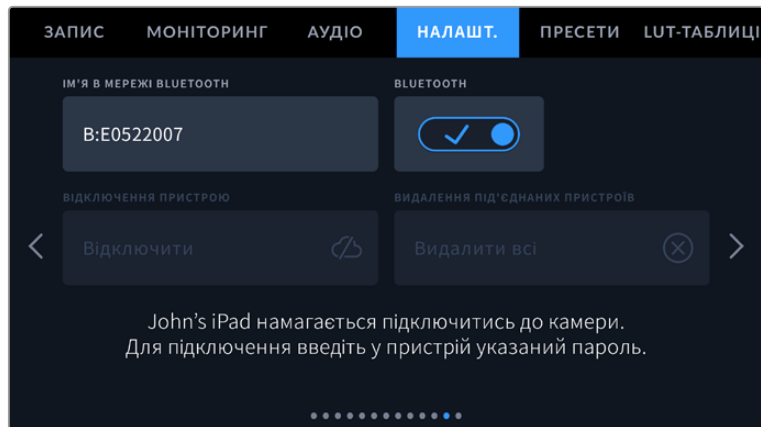 ЗАПИС МОНІТОРИНГ АУДІО НАЛАШТ. ПРЕСЕТИ LUT-ТАБЛИЦІ
ІМ'Я В МЕРЕЖІ BLUETOOTH BLUETOOTH
B:E0522007
ВІДКЛЮЧЕННЯ ПРИСТРОЮ ВИДАЛЕННЯ ПІД'ЄДНАНИХ ПРИСТРОЇВ
Відключити Видалити всі
John’s iPad намагається підключитись до камери.
Для підключення введіть у пристрій указаний пароль.